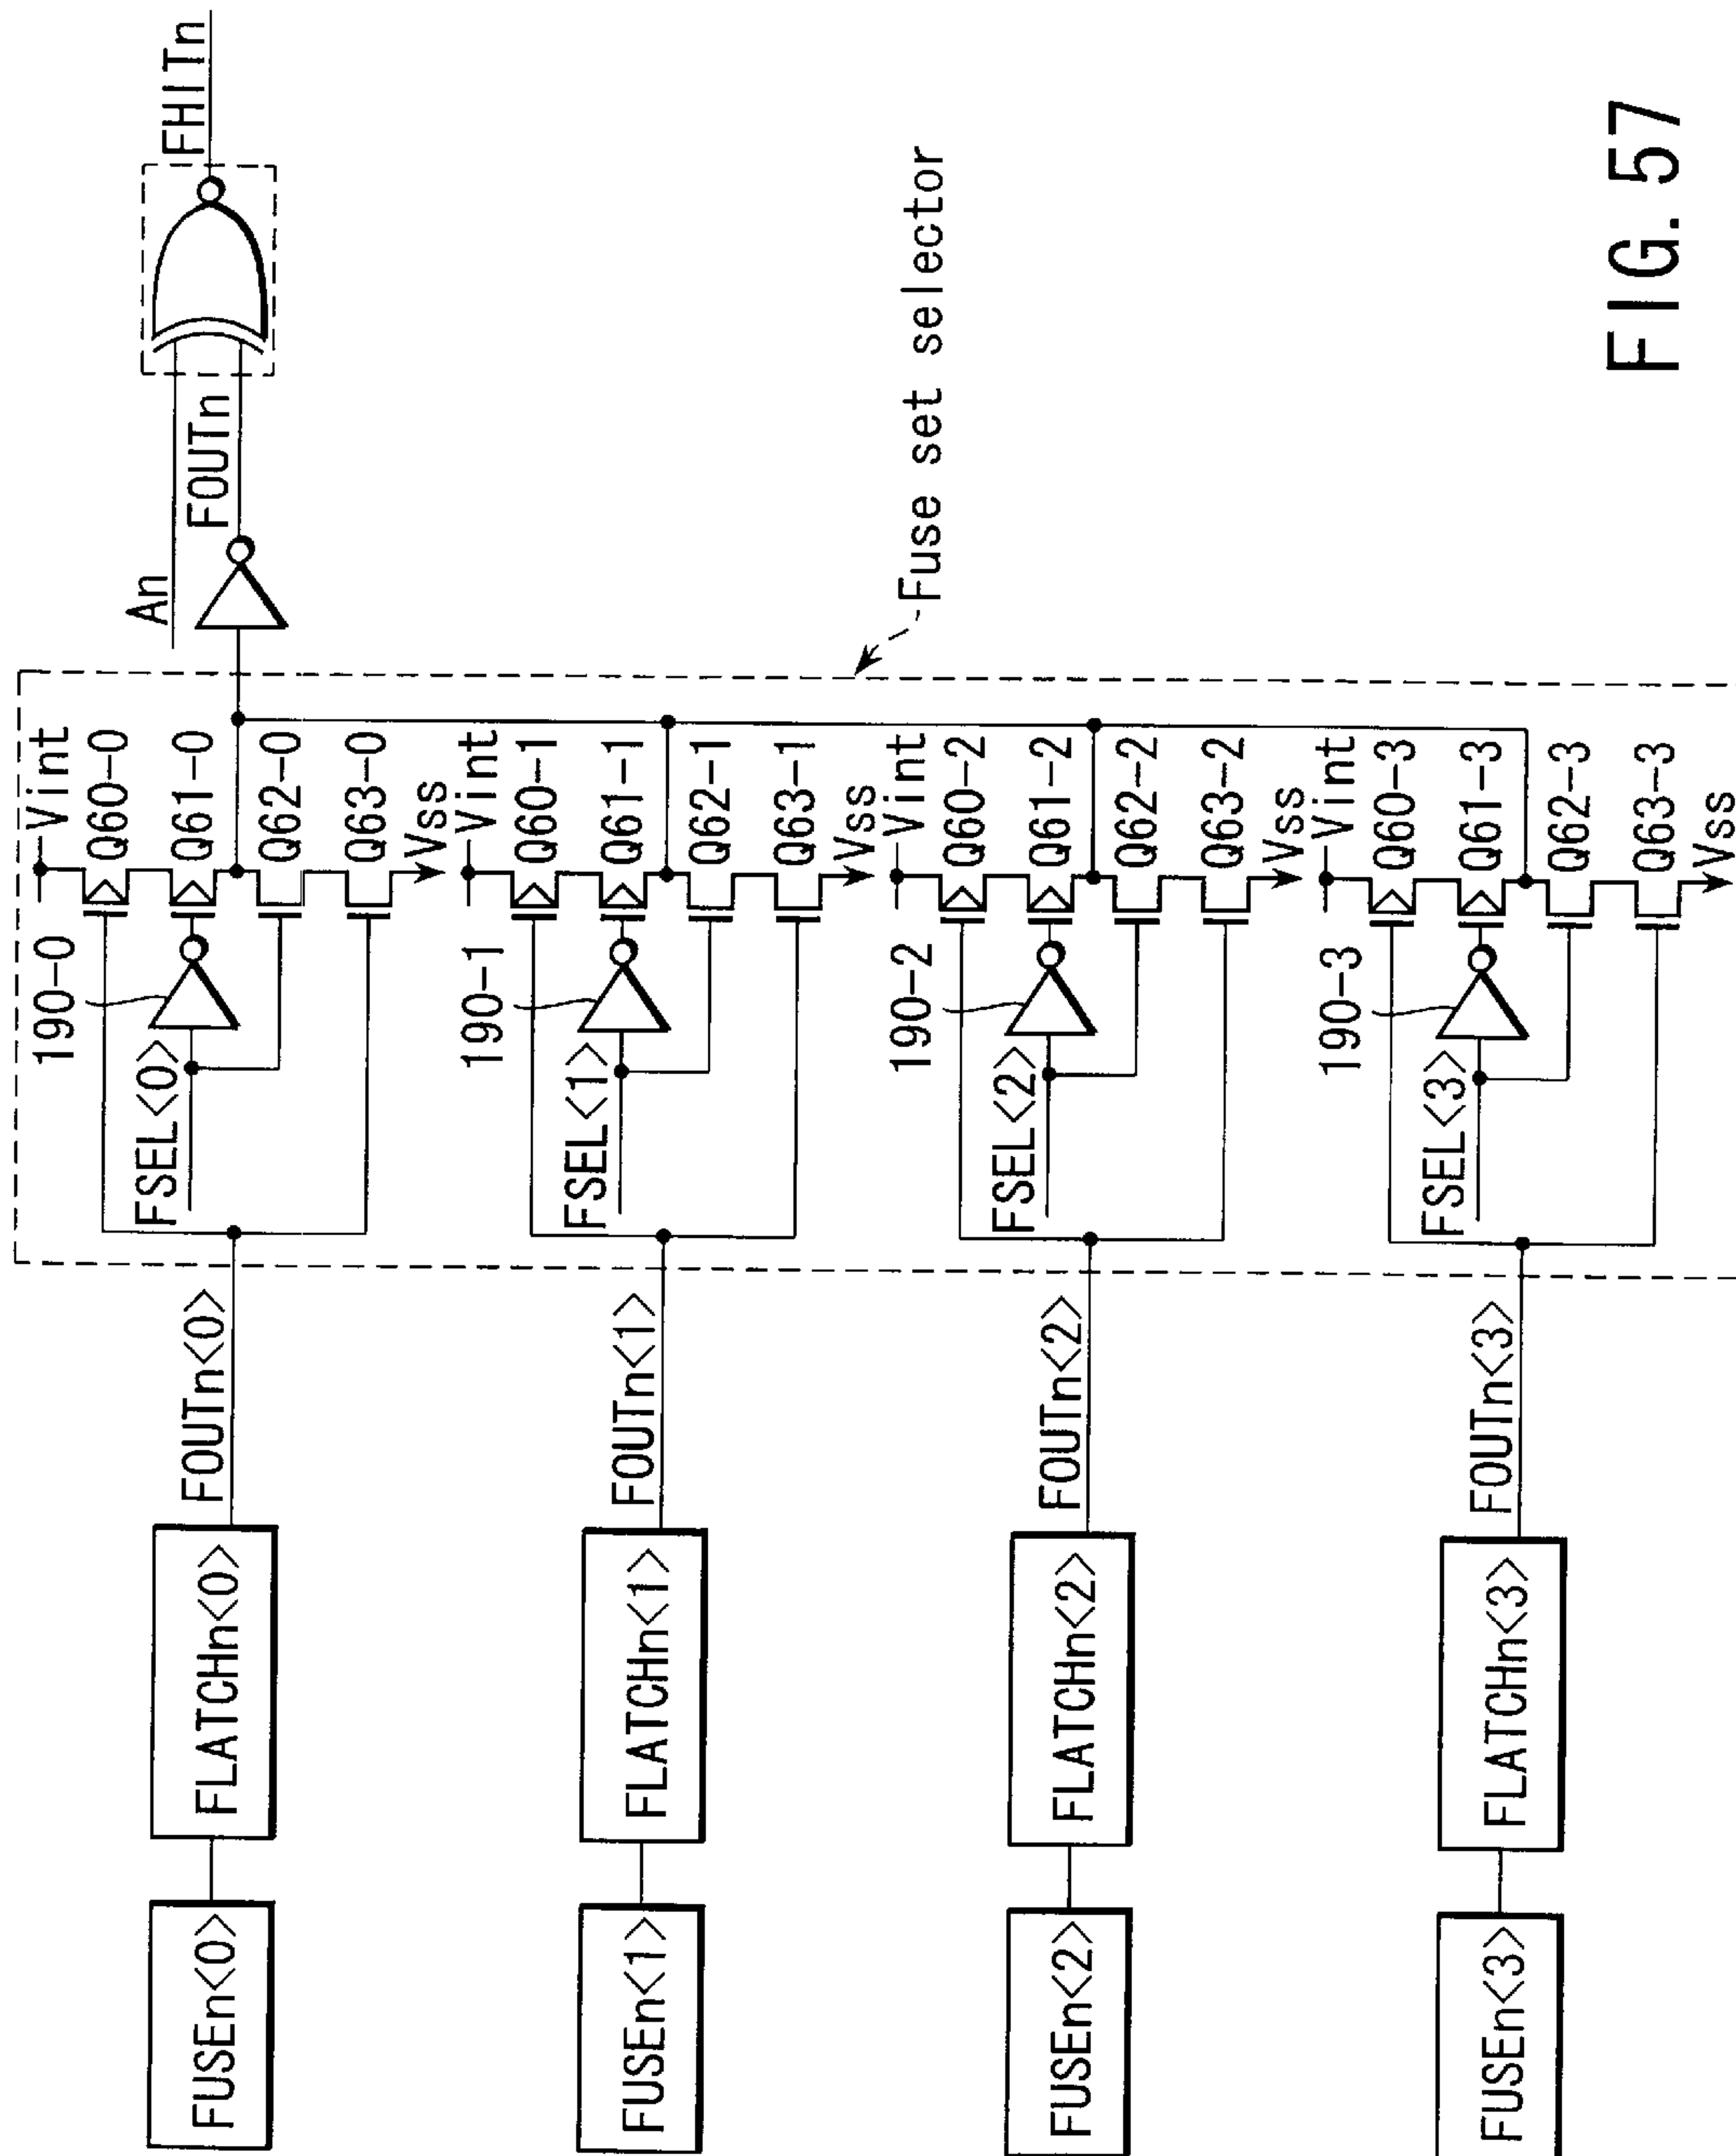 FUSEn<0>
FLATCHn<0>
FOUTn<0>
FSEL<0>
190-0
Vint
Q60-0
Q61-0
Q62-0
Q63-0
Vss
An
FOUTn
FHITn
FUSEn<1>
FLATCHn<1>
FOUTn<1>
FSEL<1>
190-1
Vint
Q60-1
Q61-1
Q62-1
Q63-1
Vss
Fuse set selector
FUSEn<2>
FLATCHn<2>
FOUTn<2>
FSEL<2>
190-2
Vint
Q60-2
Q61-2
Q62-2
Q63-2
Vss
FUSEn<3>
FLATCHn<3>
FOUTn<3>
FSEL<3>
190-3
Vint
Q60-3
Q61-3
Q62-3
Q63-3
Vss
FIG. 57